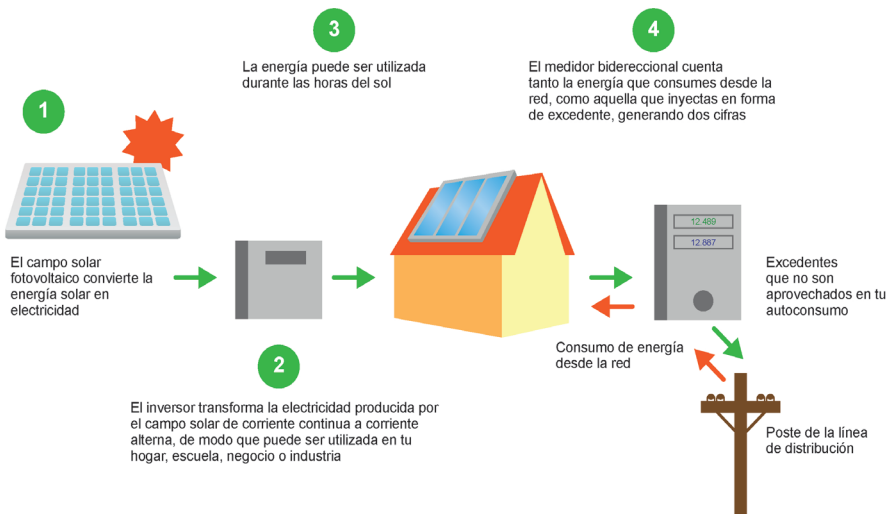 1
El campo solar
fotovoltaico convierte la
energía solar en
electricidad
2
El inversor transforma la electricidad producida por
el campo solar de corriente continua a corriente
alterna, de modo que puede ser utilizada en tu
hogar, escuela, negocio o industria
3
La energía puede ser utilizada
durante las horas del sol
4
El medidor bidereccional cuenta
tanto la energía que consumes desde la
red, como aquella que inyectas en forma
de excedente, generando dos cifras
12.489
12.887
Excedentes
que no son
aprovechados en tu
autoconsumo
Consumo de energía
desde la red
Poste de la línea
de distribución